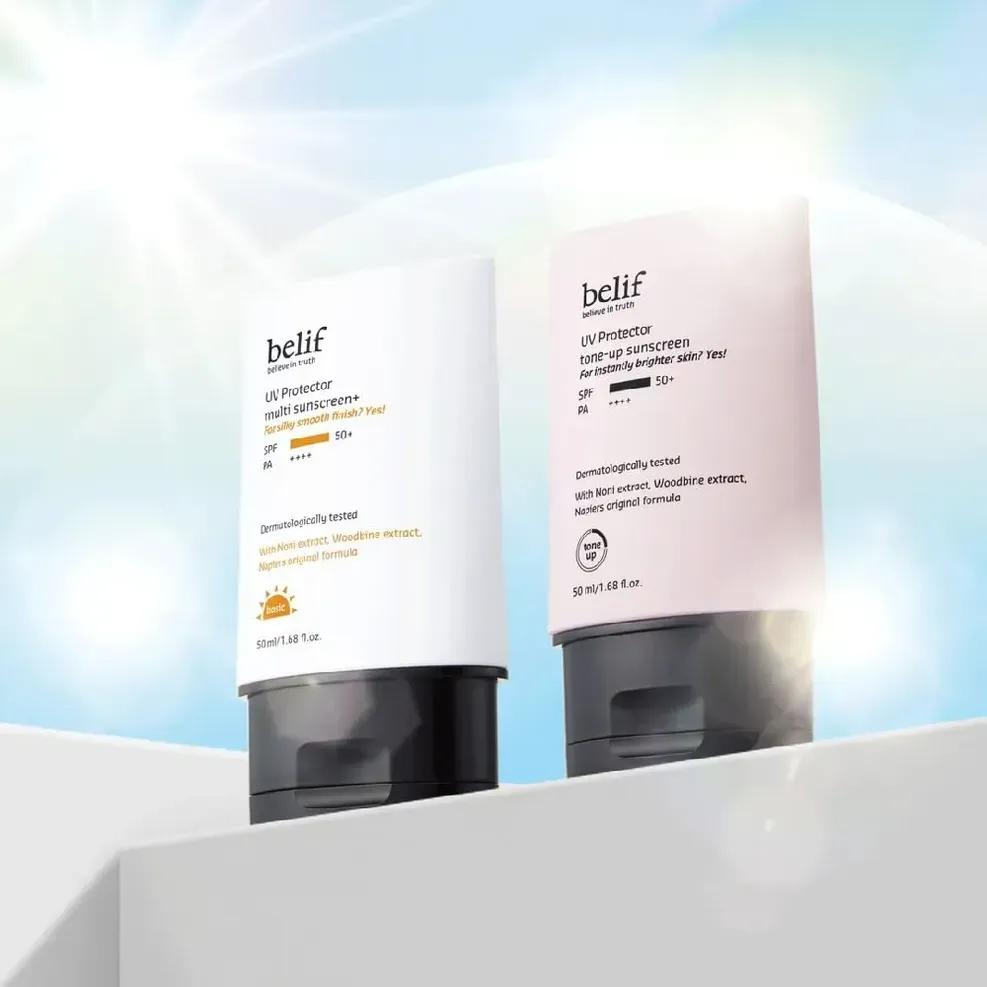 belif
believe in truth
UV Protector
multi sunscreen+
For silky smooth finish? Yes!
SPF 50+
PA ++++
Dermatologically tested
With Noni extract, Woodbine extract,
Napiers original formula
basic
50 ml/1.68 fl.oz.
belif
believe in truth
UV Protector
tone-up sunscreen
For instantly brighter skin? Yes!
SPF 50+
PA ++++
Dermatologically tested
With Noni extract, Woodbine extract,
Napiers original formula
tone
up
50 ml/1.68 fl.oz.